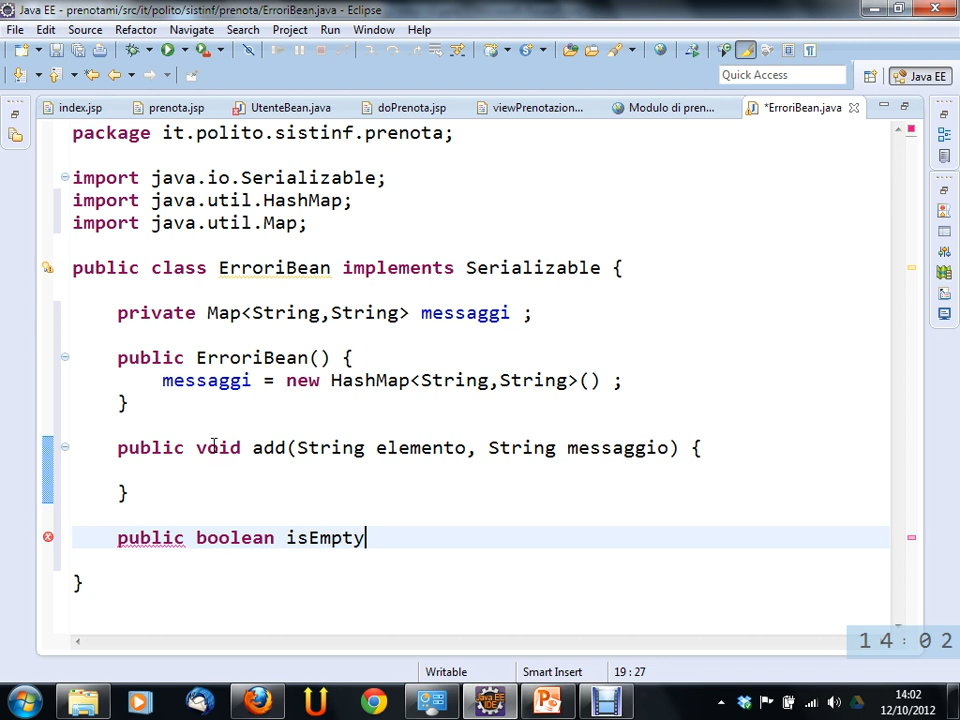 Java EE - prenotami/src/it/polito/sistinf/prenota/ErroriBean.java - Eclipse
File Edit Source Refactor Navigate Search Project Run Window Help
Quick Access
Java EE
index.jsp prenota.jsp UtenteBean.java doPrenota.jsp viewPrenotazion... Modulo di pren... *ErroriBean.java
package it.polito.sistinf.prenota;
import java.io.Serializable;
import java.util.HashMap;
import java.util.Map;
public class ErroriBean implements Serializable {
private Map<String,String> messaggi ;
public ErroriBean() {
messaggi = new HashMap<String,String>() ;
}
public void add(String elemento, String messaggio) {
}
public boolean isEmpty
}
14:02
Writable Smart Insert 19 : 27
Java EE
IDE
14:02
12/10/2012